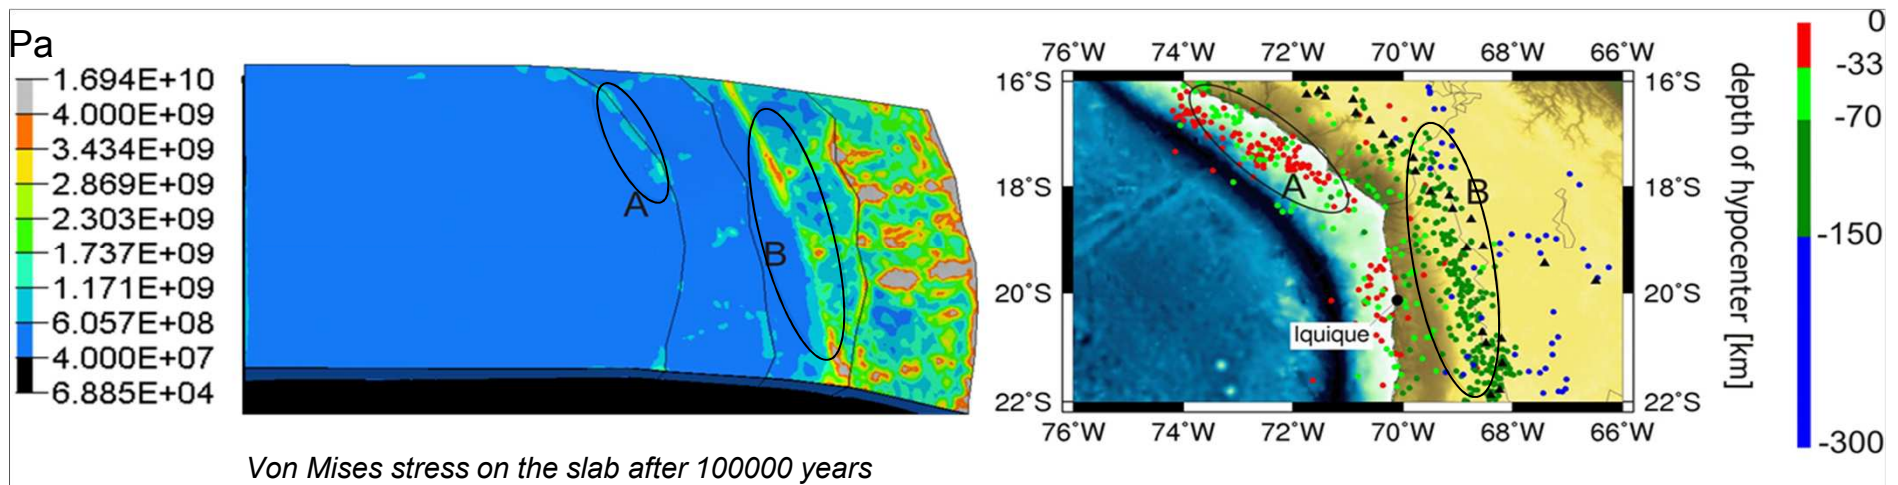 Pa
1.694E+10
4.000E+09
3.434E+09
2.869E+09
2.303E+09
1.737E+09
1.171E+09
6.057E+08
4.000E+07
6.885E+04
A
B
Von Mises stress on the slab after 100000 years
76°W 74°W 72°W 70°W 68°W 66°W
16°S 16°S
18°S 18°S
20°S 20°S
22°S 22°S
A
B
Iquique
76°W 74°W 72°W 70°W 68°W 66°W
depth of hypocenter [km]
0
-33
-70
-150
-300